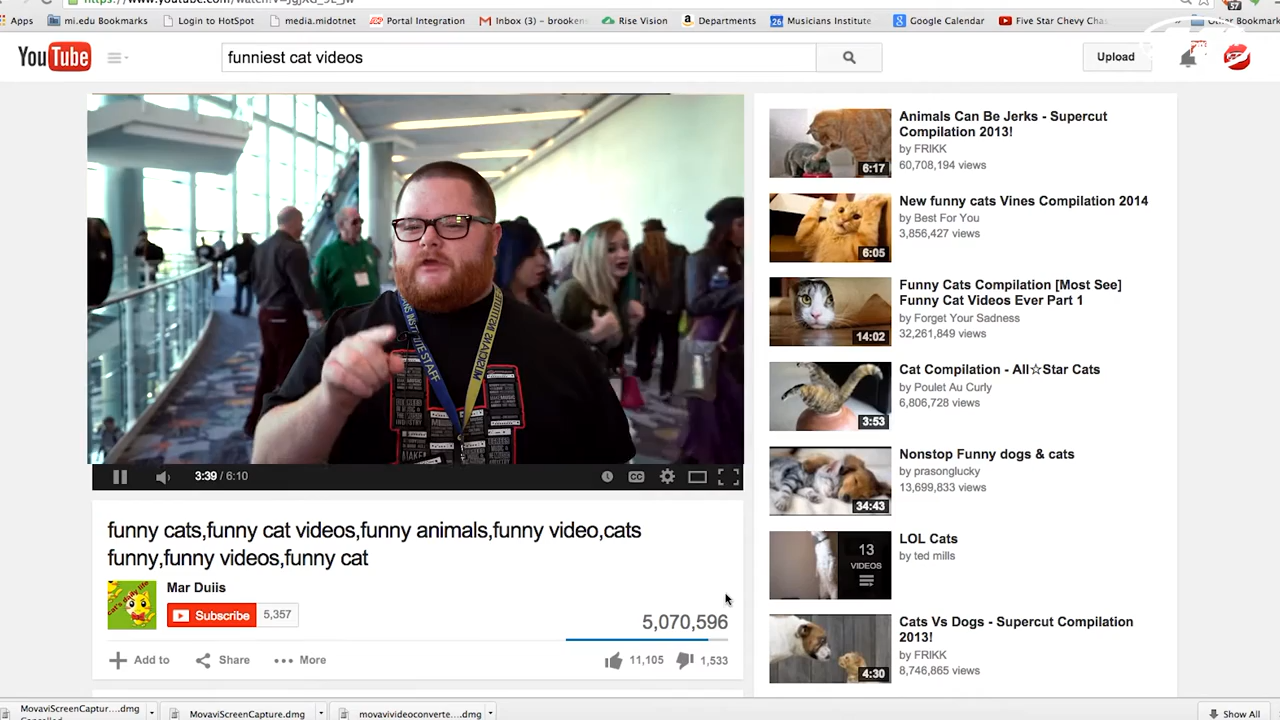 Apps
mi.edu Bookmarks
Login to HotSpot
media.midotnet
Portal Integration
Inbox (3) – brooken
Rise Vision
Departments
26 Musicians Institute
Google Calendar
Five Star Chevy Cha
Other Bookmar
57
YouTube
funniest cat videos
Upload
STAFF
3:39 / 6:10
CC
funny cats,funny cat videos,funny animals,funny video,cats
funny,funny videos,funny cat
Mar Duiis
Subscribe 5,357
5,070,596
Add to
Share
More
11,105
1,533
Animals Can Be Jerks - Supercut
Compilation 2013!
by FRIKK
60,708,194 views
6:17
New funny cats Vines Compilation 2014
by Best For You
3,856,427 views
6:05
Funny Cats Compilation [Most See]
Funny Cat Videos Ever Part 1
by Forget Your Sadness
32,261,849 views
14:02
Cat Compilation - All☆Star Cats
by Poulet Au Curly
6,806,728 views
3:53
Nonstop Funny dogs & cats
by prasonglucky
13,699,833 views
34:43
LOL Cats
by ted mills
13
VIDEOS
Cats Vs Dogs - Supercut Compilation
2013!
by FRIKK
8,746,865 views
4:30
MovaviScreenCaptur...dmg
MovaviScreenCapture.dmg
movavivideoconverte...dmg
Show All